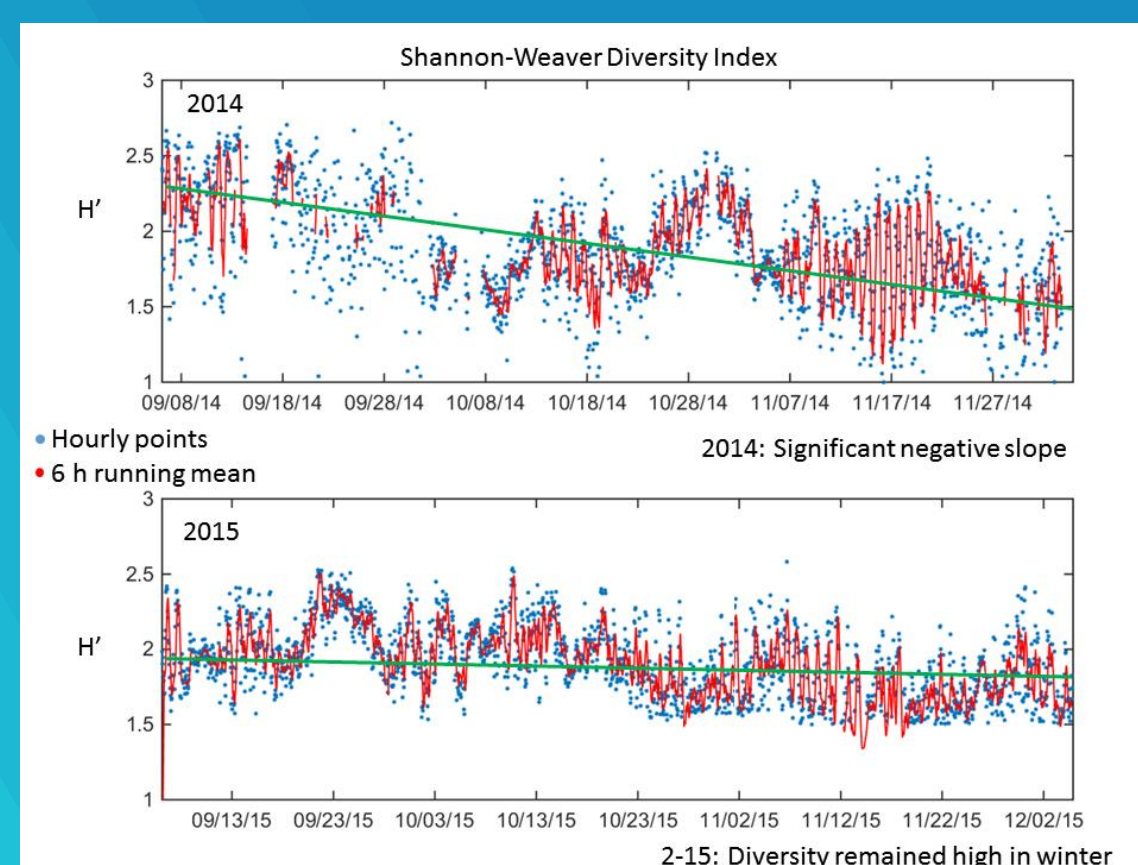 Shannon-Weaver Diversity Index
3
2014
2.5
H’
2
1.5
1
09/08/14 09/18/14 09/28/14 10/08/14 10/18/14 10/28/14 11/07/14 11/17/14 11/27/14
• Hourly points
2014: Significant negative slope
• 6 h running mean
3
2015
2.5
H’
2
1.5
1
09/13/15 09/23/15 10/03/15 10/13/15 10/23/15 11/02/15 11/12/15 11/22/15 12/02/15
2-15: Diversity remained high in winter